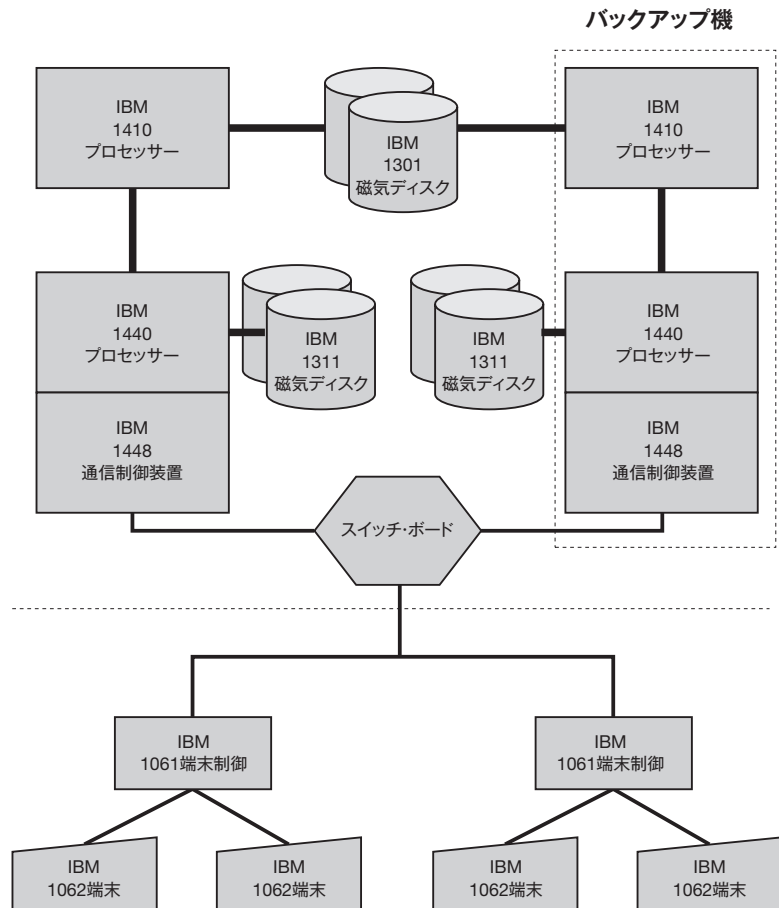 バックアップ機
IBM
1410
プロセッサー
IBM
1301
磁気ディスク
IBM
1410
プロセッサー
IBM
1440
プロセッサー
IBM
1311
磁気ディスク
IBM
1311
磁気ディスク
IBM
1440
プロセッサー
IBM
1448
通信制御装置
IBM
1448
通信制御装置
スイッチ・ボード
IBM
1061端末制御
IBM
1061端末制御
IBM
1062端末
IBM
1062端末
IBM
1062端末
IBM
1062端末